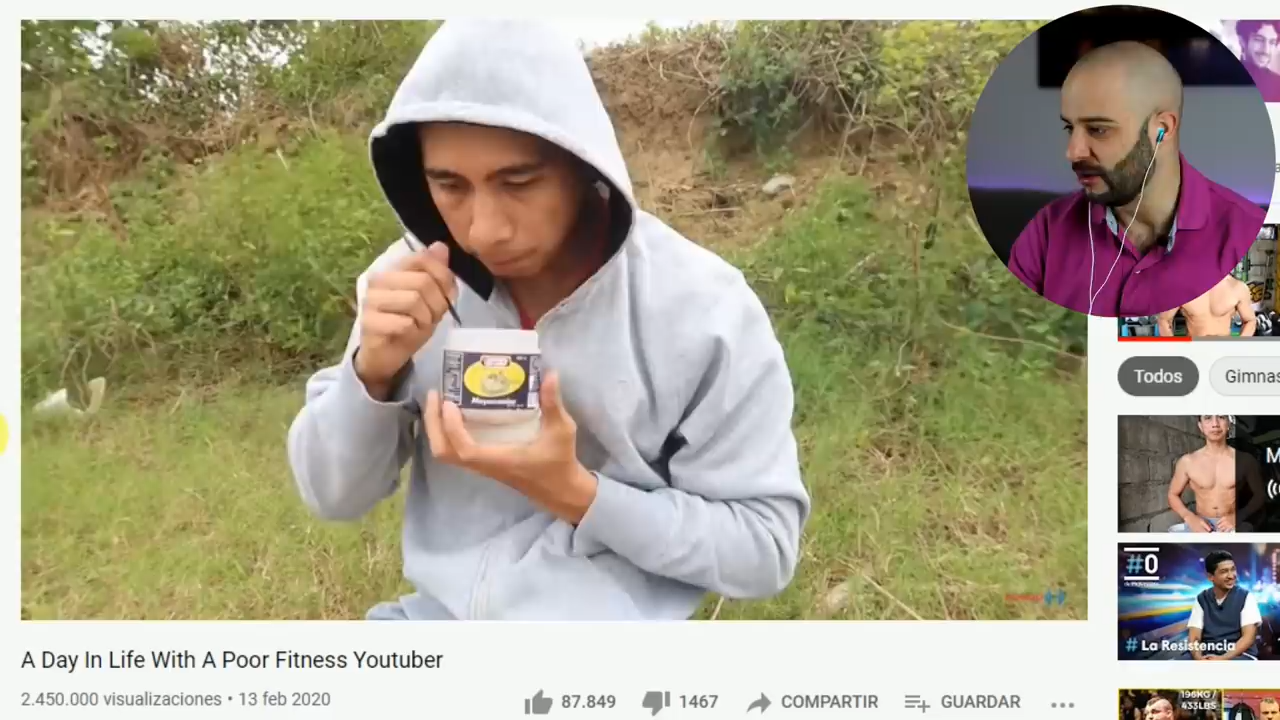 Mayonnaise
Todos
Gimnas
M
#0
# La Resistencia
196KG /
433LBS
A Day In Life With A Poor Fitness Youtuber
2.450.000 visualizaciones • 13 feb 2020
87.849
1467
COMPARTIR
GUARDAR